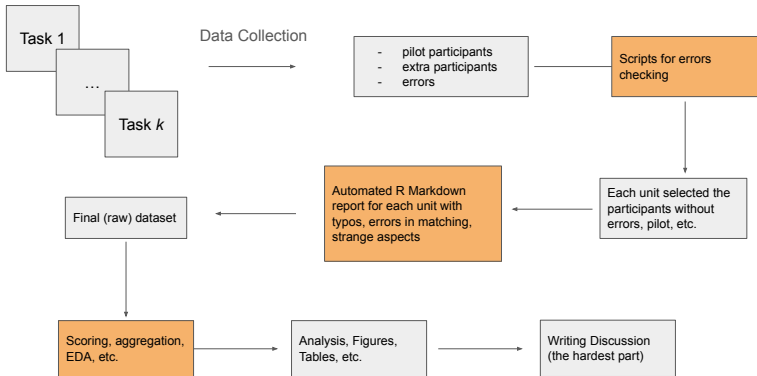 Task 1
...
Task k
Data Collection
- pilot participants
- extra participants
- errors
Scripts for errors
checking
Each unit selected the
participants without
errors, pilot, etc.
Automated R Markdown
report for each unit with
typos, errors in matching,
strange aspects
Final (raw) dataset
Scoring, aggregation,
EDA, etc.
Analysis, Figures,
Tables, etc.
Writing Discussion
(the hardest part)